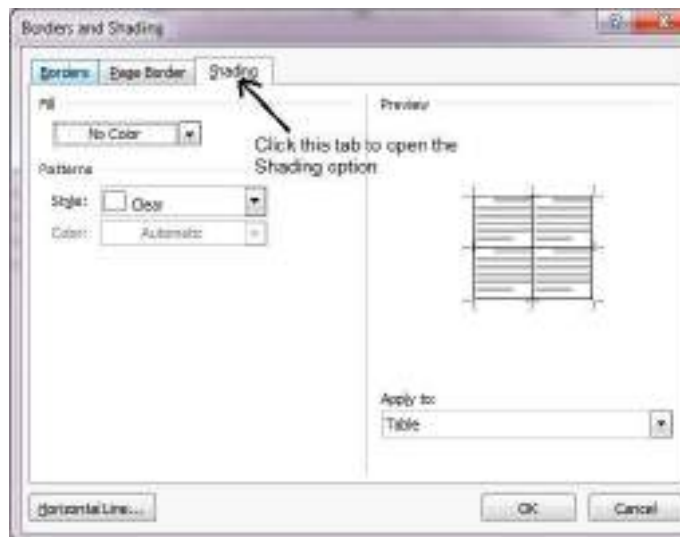 Borders and Shading
Borders Page Border Shading
Fill
No Color
Click this tab to open the
Shading option
Patterns
Style: Clear
Color: Automatic
Preview
Apply to:
Table
Horizontal Line... OK Cancel